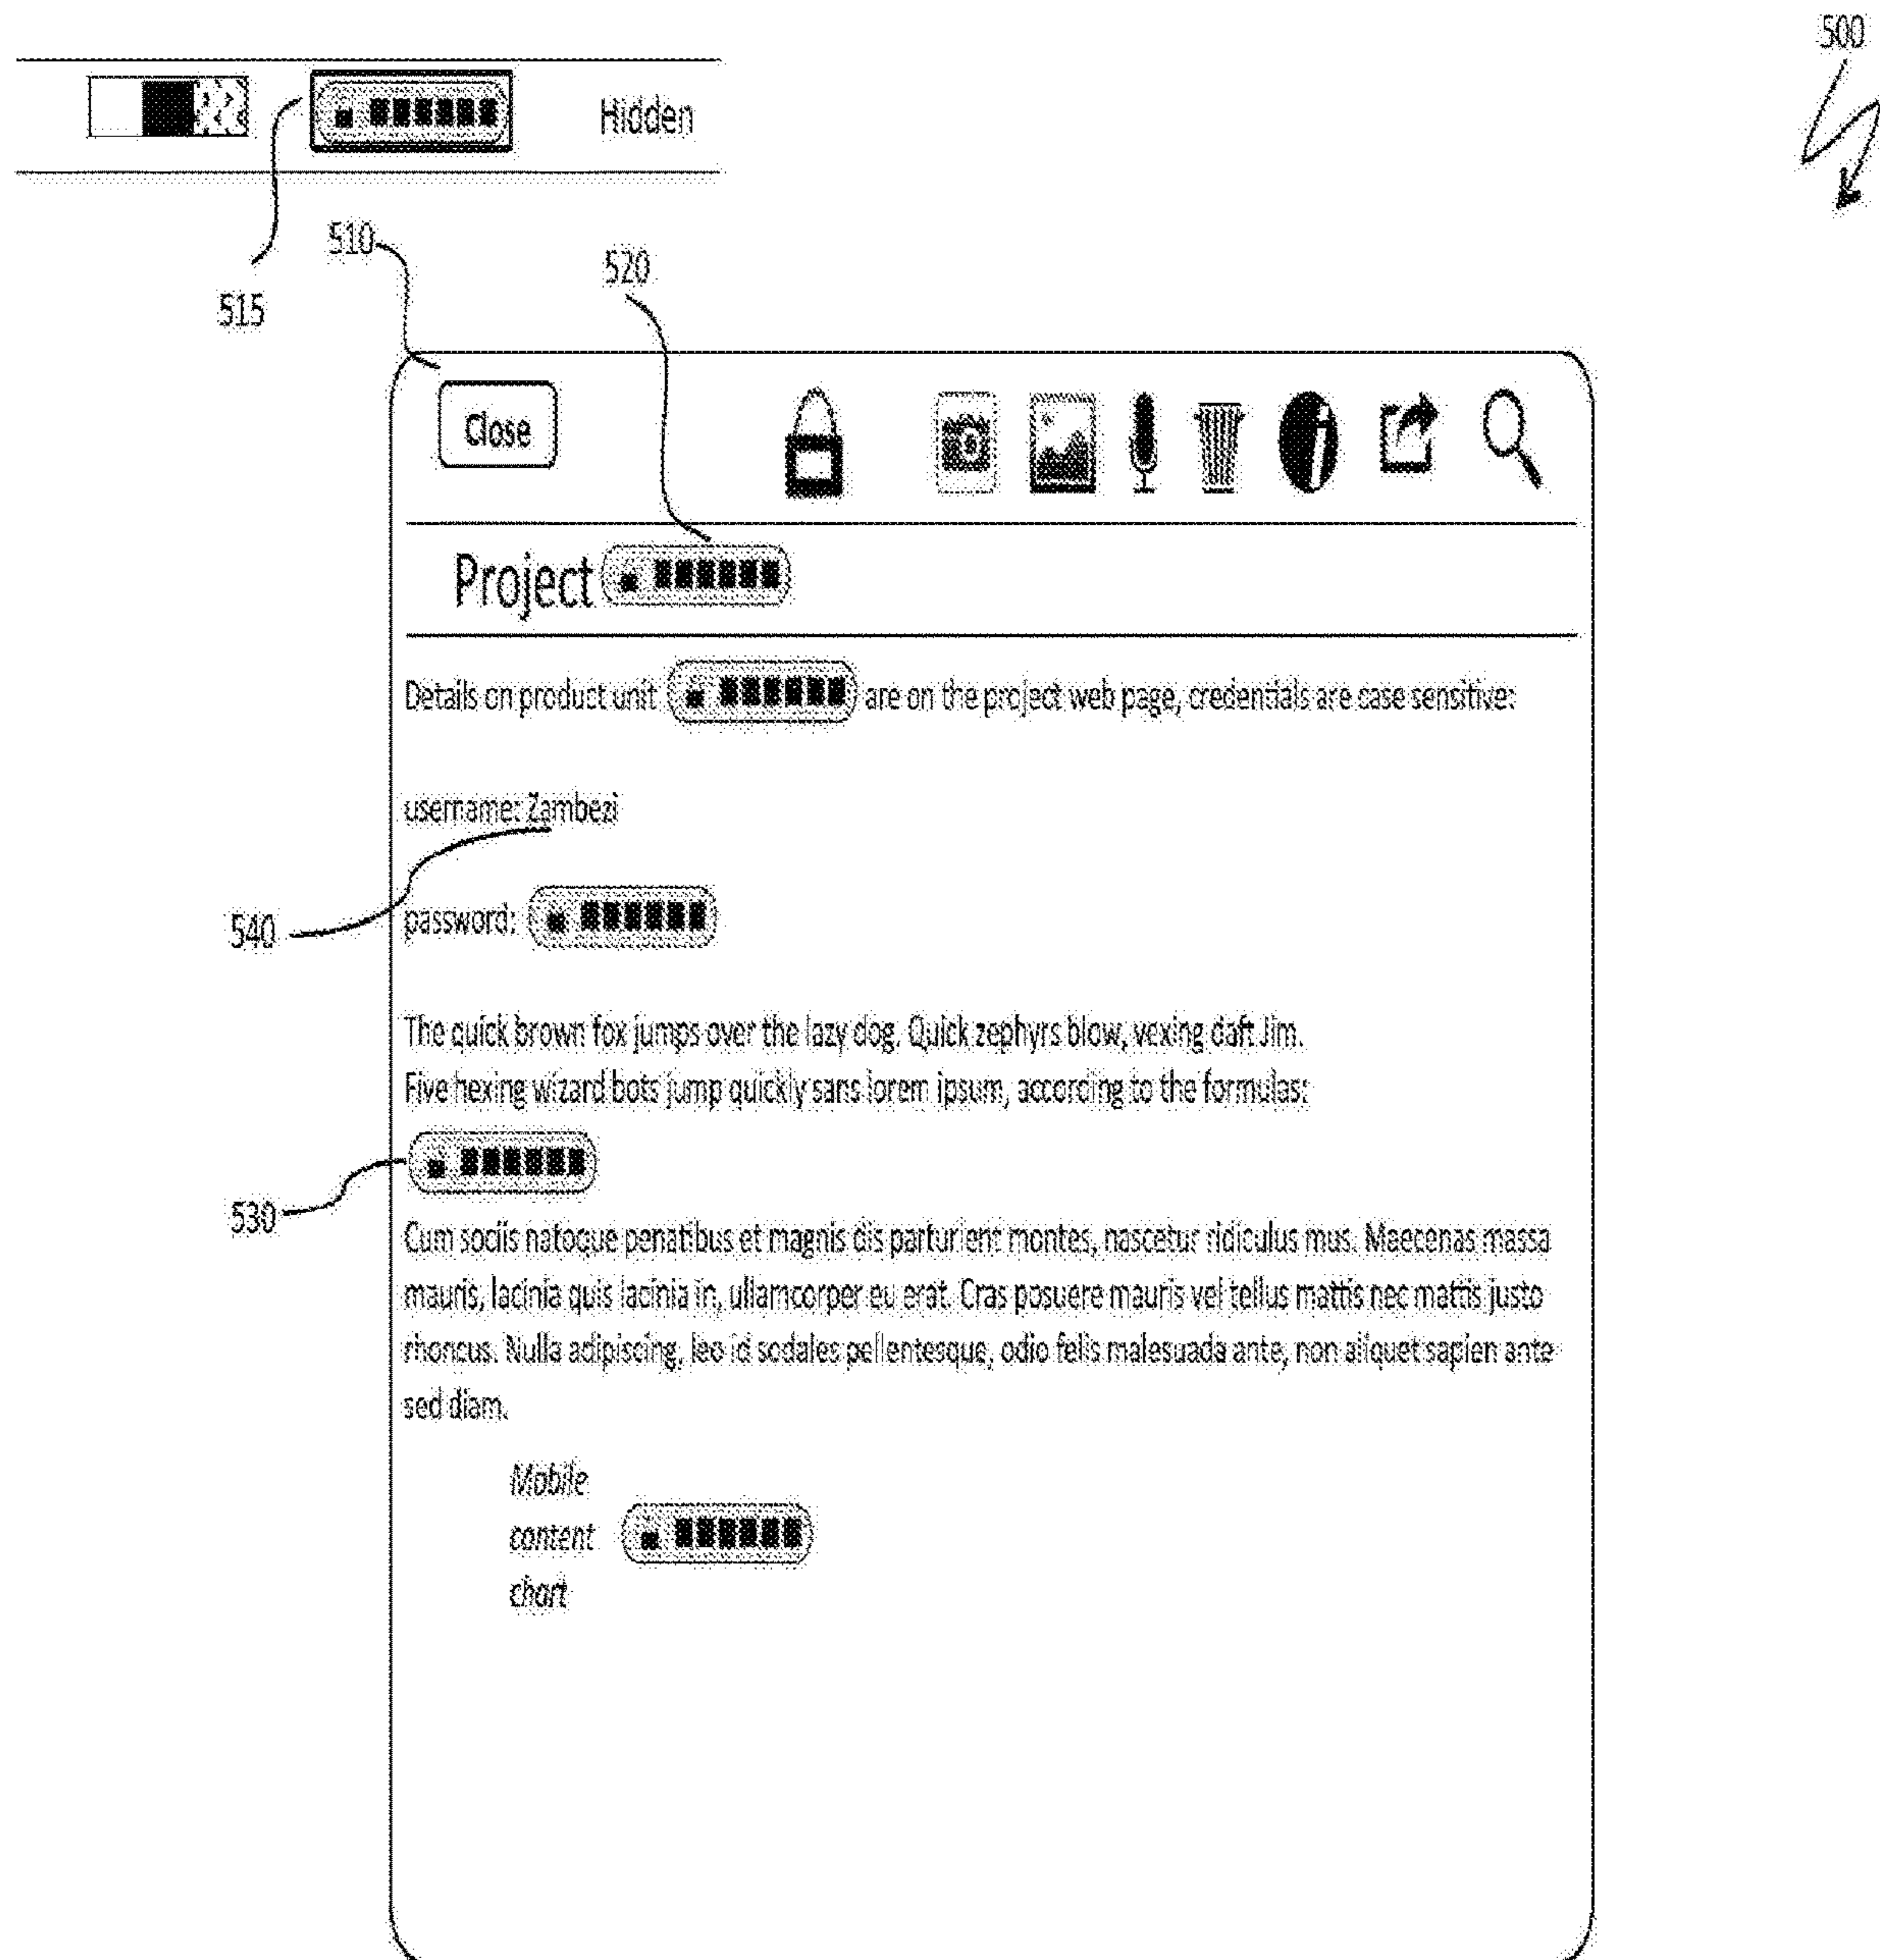 500
Hidden
510
520
515
Close
Project
Details on product unit are on the project web page, credentials are case sensitive:
username: Zambezi
540
password:
The quick brown fox jumps over the lazy dog. Quick zephyrs blow, vexing daft Jim.
Five hexing wizard bots jump quickly sans lorem ipsum, according to the formulas:
530
Cum sociis natoque penatibus et magnis dis parturient montes, nascetur ridiculus mus. Maecenas massa
mauris, lacinia quis lacinia in, ullamcorper eu erat. Cras posuere mauris vel tellus mattis nec mattis justo
rhoncus. Nulla adipiscing, leo id sodales pellentesque, odio felis malesuada ante, non aliquet sapien ante
sed diam.
Mobile
content
chart